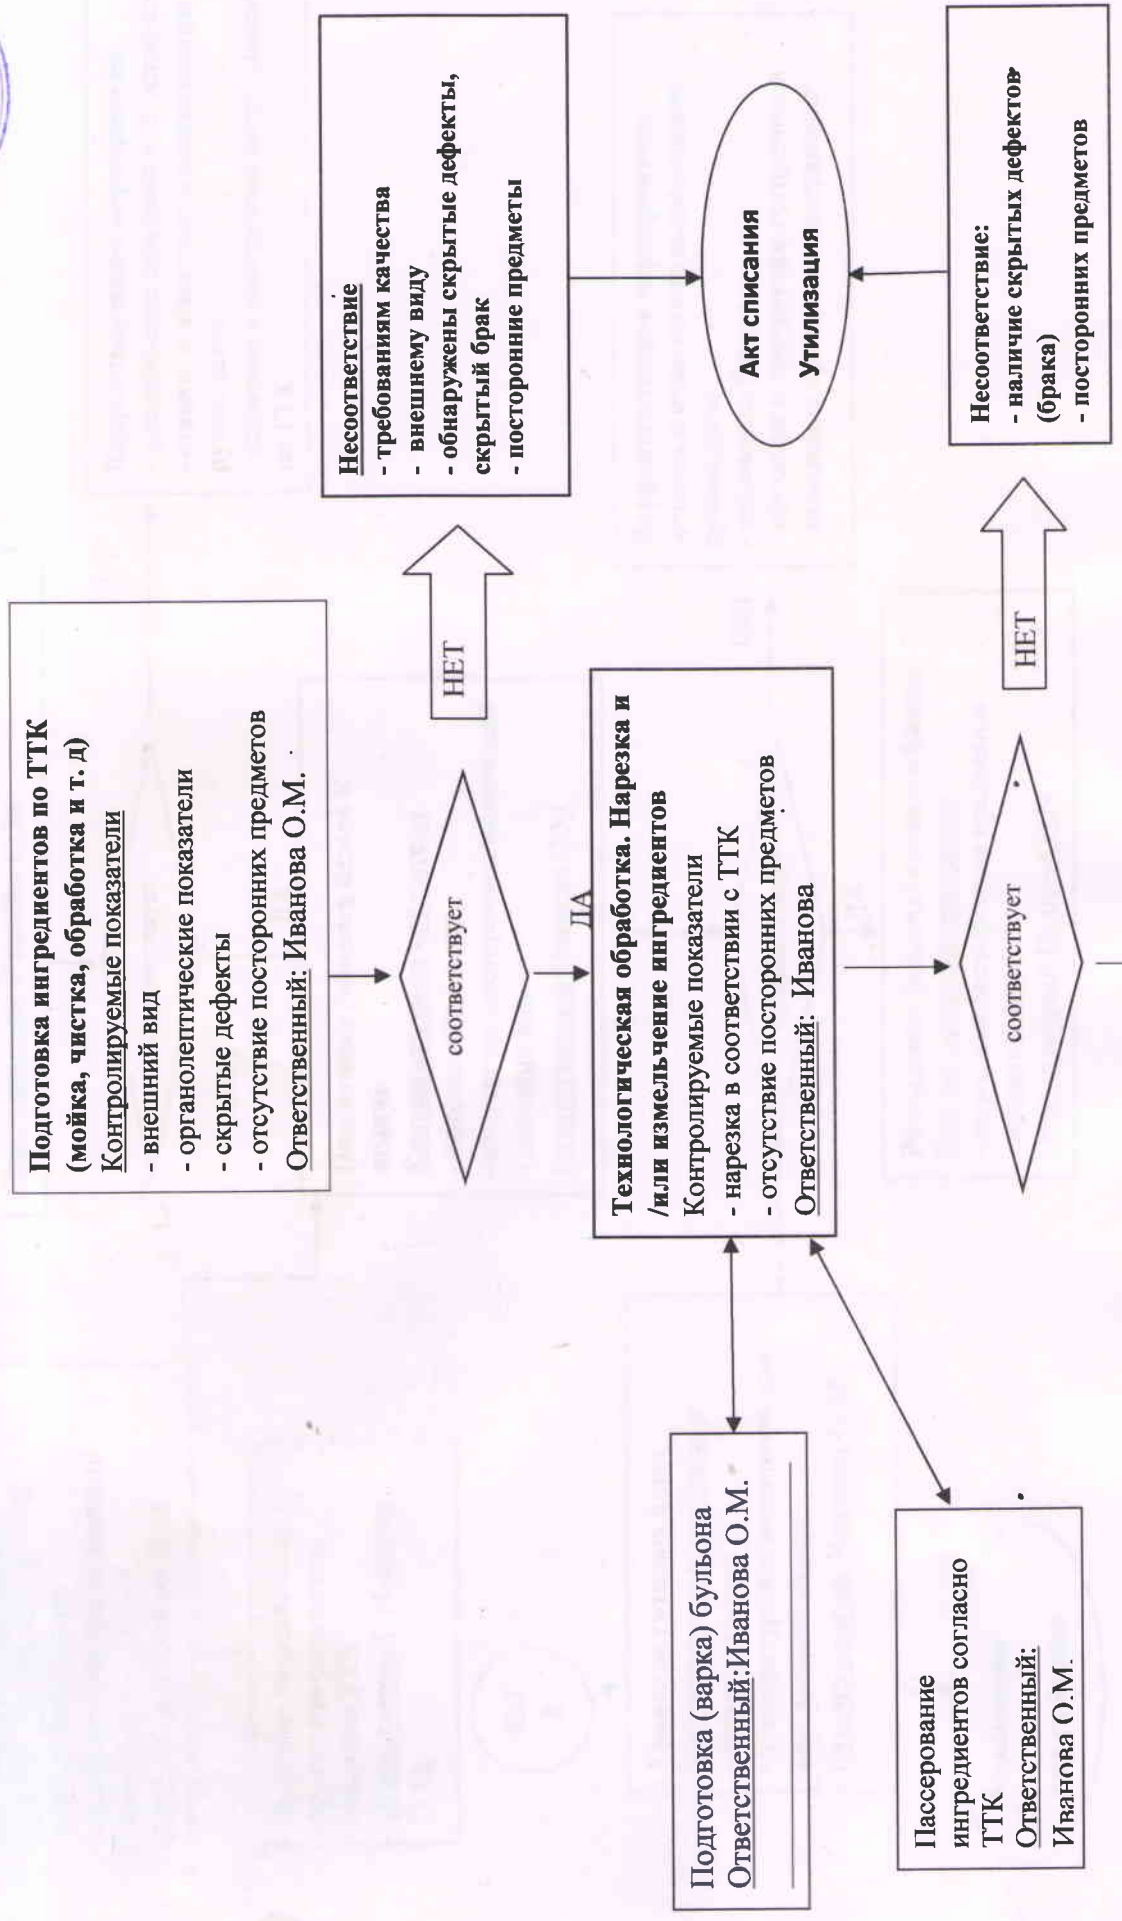 Подготовка ингредиентов по ТТК
(мойка, чистка, обработка и т. д)
Контролируемые показатели
- внешний вид
- органолептические показатели
- скрытые дефекты
- отсутствие посторонних предметов
Ответственный: Иванова О.М.
соответствует
НЕТ
Несоответствие
- требованиям качества
- внешнему виду
- обнаружены скрытые дефекты,
скрытый брак
- посторонние предметы
ДА
Технологическая обработка. Нарезка и
/или измельчение ингредиентов
Контролируемые показатели
- нарезка в соответствии с ТТК
- отсутствие посторонних предметов
Ответственный: Иванова
Подготовка (варка) бульона
Ответственный:Иванова О.М.
Акт списания
Утилизация
Пассерование
ингредиентов согласно
ТТК
Ответственный:
Иванова О.М.
соответствует
НЕТ
Несоответствие:
- наличие скрытых дефектов
(брака)
- посторонних предметов